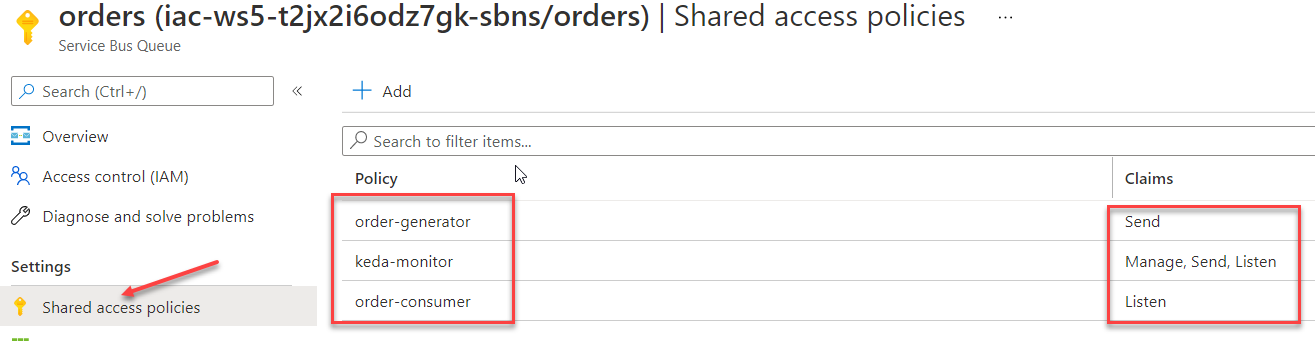 orders (iac-ws5-t2jx2i6odz7gk-sbns/orders) | Shared access policies ...
Service Bus Queue
Search (Ctrl+/)
«
Overview
Access control (IAM)
Diagnose and solve problems
Settings
Shared access policies
+ Add
Search to filter items...
Policy Claims
order-generator Send
keda-monitor Manage, Send, Listen
order-consumer Listen